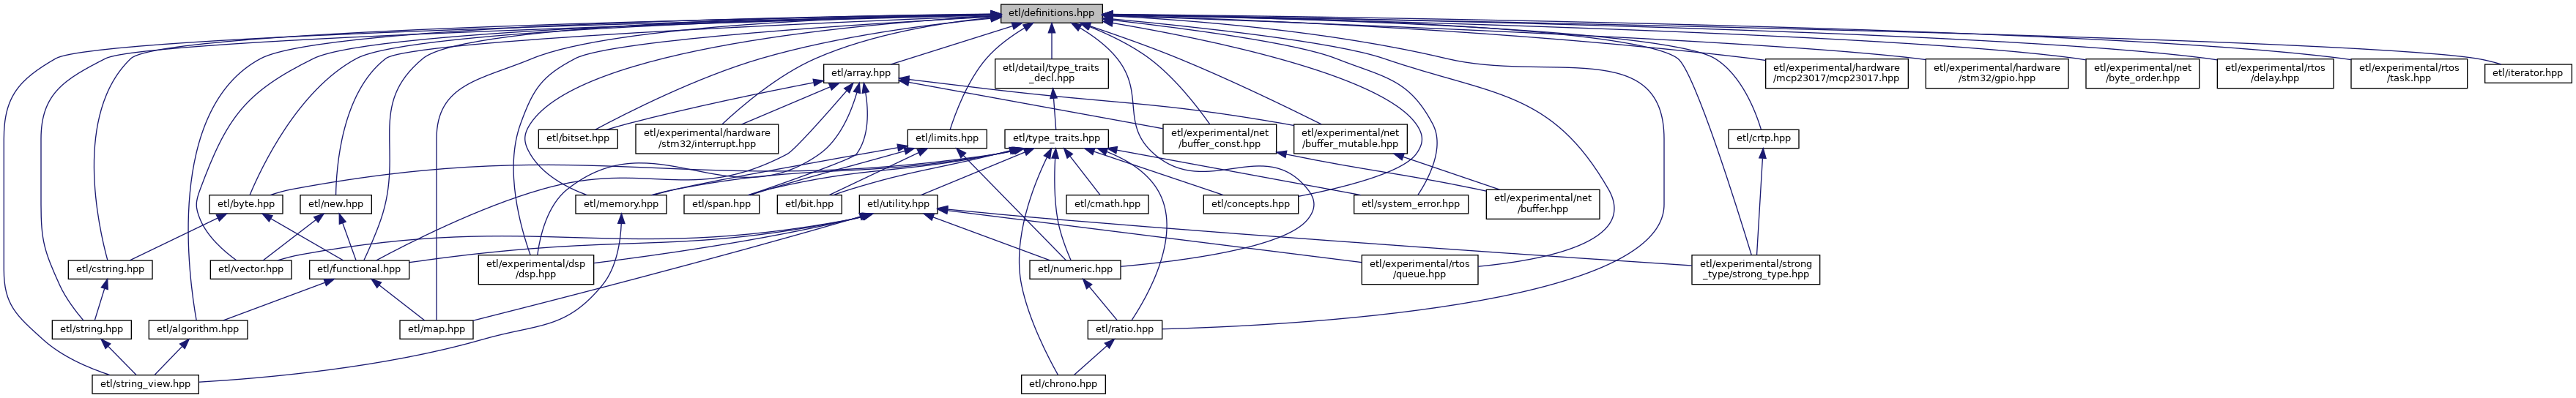 etl/definitions.hpp
etl/array.hpp
etl/detail/type_traits
_decl.hpp
etl/experimental/hardware
/mcp23017/mcp23017.hpp
etl/experimental/hardware
/stm32/gpio.hpp
etl/experimental/net
/byte_order.hpp
etl/experimental/rtos
/delay.hpp
etl/experimental/rtos
/task.hpp
etl/iterator.hpp
etl/bitset.hpp
etl/experimental/hardware
/stm32/interrupt.hpp
etl/limits.hpp
etl/type_traits.hpp
etl/experimental/net
/buffer_const.hpp
etl/experimental/net
/buffer_mutable.hpp
etl/crtp.hpp
etl/byte.hpp
etl/new.hpp
etl/memory.hpp
etl/span.hpp
etl/bit.hpp
etl/utility.hpp
etl/cmath.hpp
etl/concepts.hpp
etl/system_error.hpp
etl/experimental/net
/buffer.hpp
etl/cstring.hpp
etl/vector.hpp
etl/functional.hpp
etl/experimental/dsp
/dsp.hpp
etl/numeric.hpp
etl/experimental/rtos
/queue.hpp
etl/experimental/strong
_type/strong_type.hpp
etl/string.hpp
etl/algorithm.hpp
etl/map.hpp
etl/ratio.hpp
etl/string_view.hpp
etl/chrono.hpp